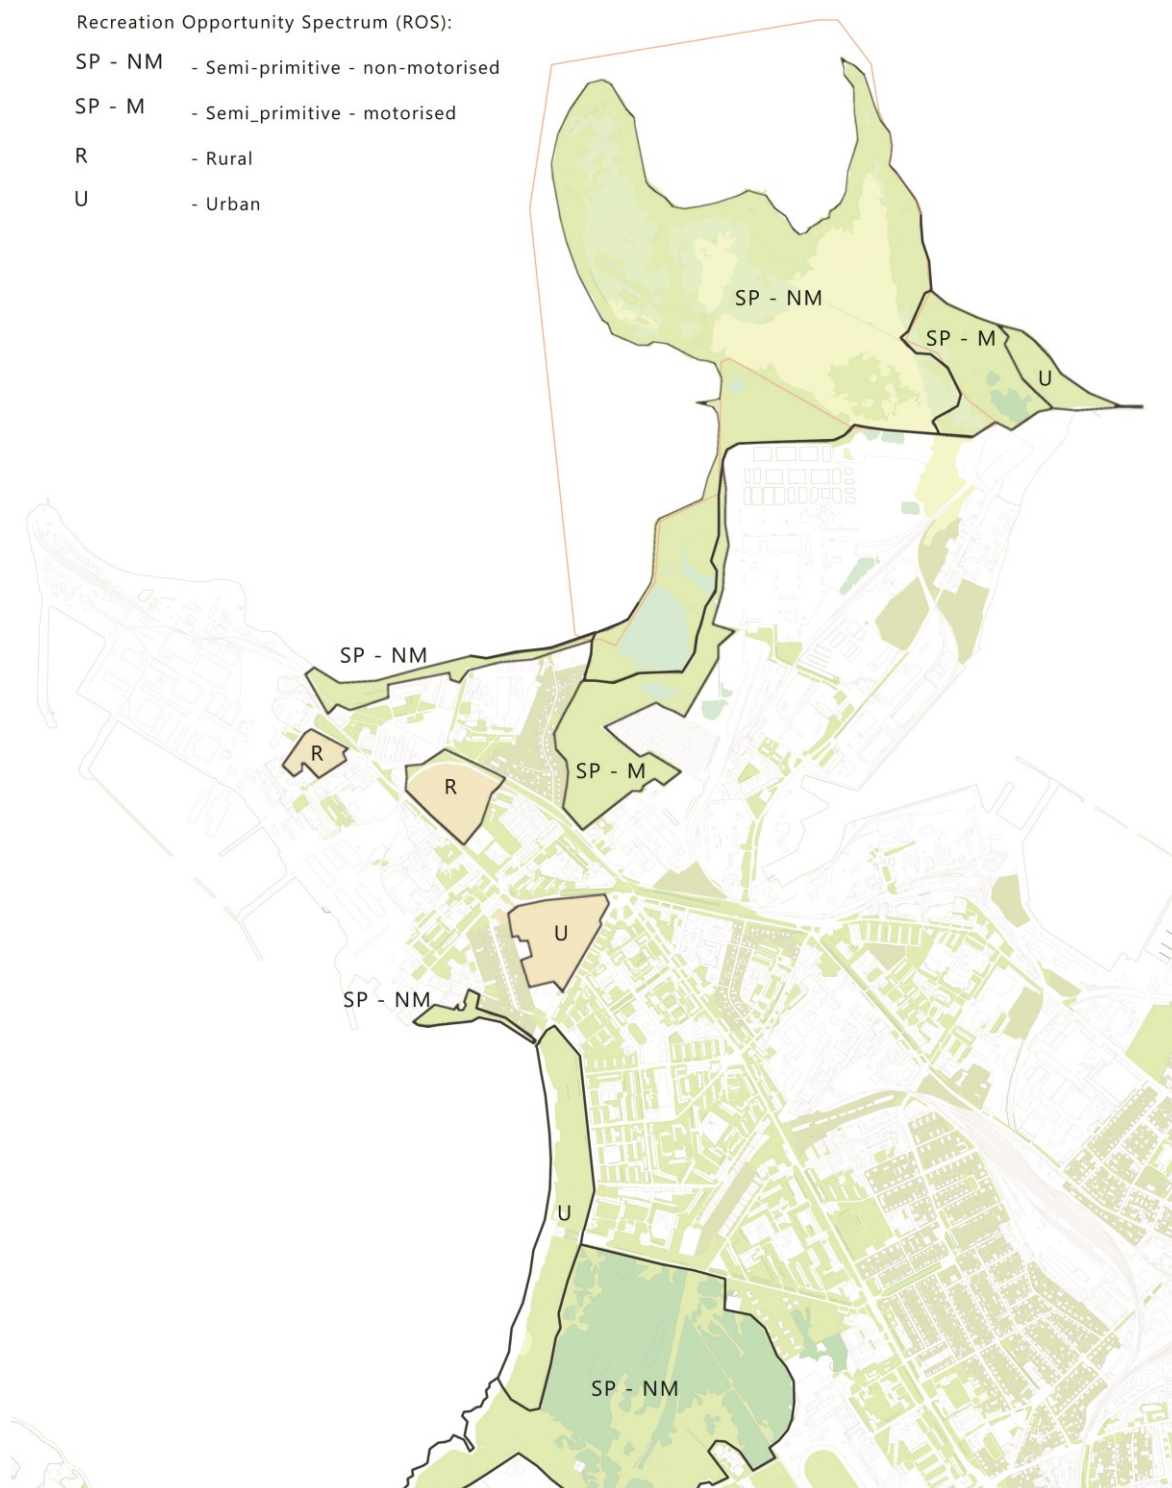 Recreation Opportunity Spectrum (ROS):
SP - NM - Semi-primitive - non-motorised
SP - M - Semi_primitive - motorised
R - Rural
U - Urban
SP - NM
SP - M
U
SP - NM
R
R
SP - M
U
SP - NM
U
SP - NM